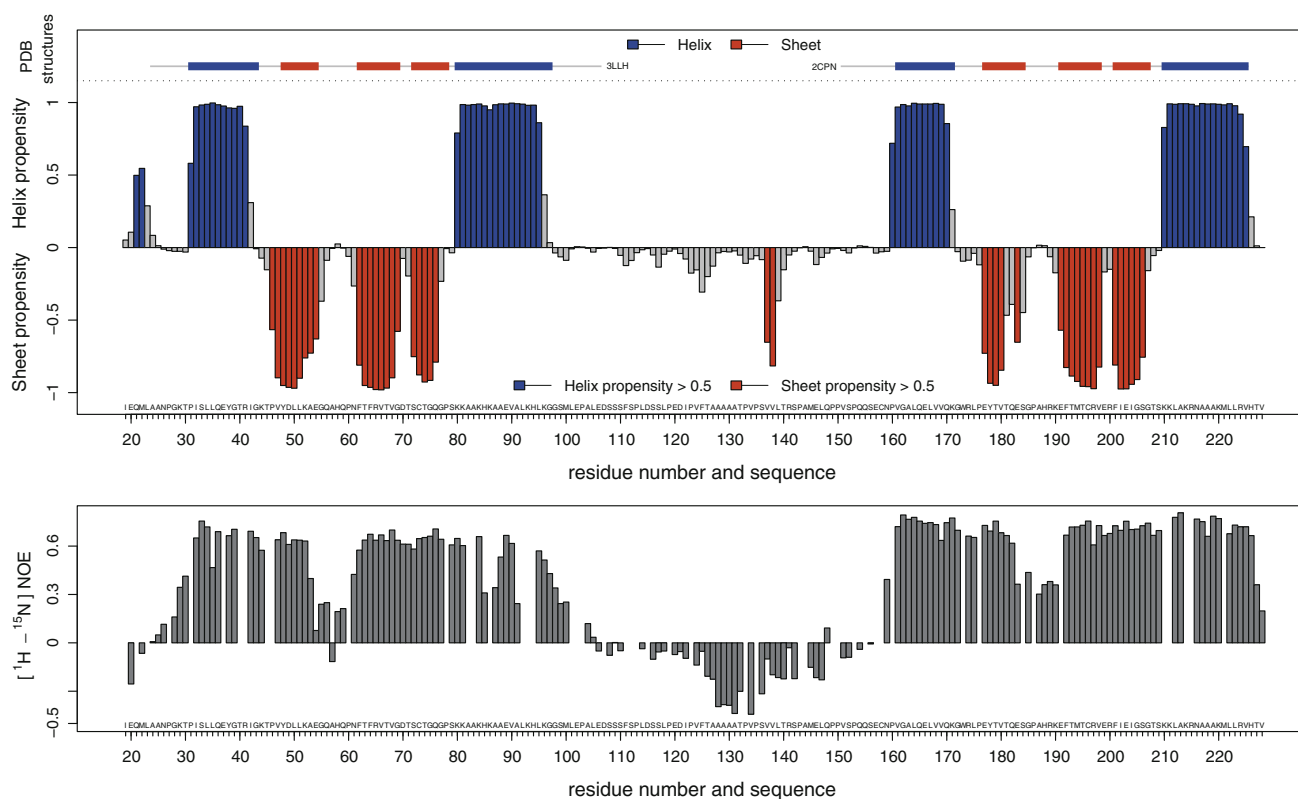 PDB structures
Helix
Sheet
3LLH
2CPN
Helix propensity
Sheet propensity
1
0.5
0
−0.5
−1
Helix propensity > 0.5
Sheet propensity > 0.5
IEQMLAANPGKTPISLLQEYGTRIGKTPVYDLLKAEGQAHQPNFTFRVTVGDTSCTGQGPSKKAAKHKAAEVALKHLKGGSMLEPALEDSSSFSPLDSSLPEDIPVFTAAAAATPVPSVVLTRSPAMELQPPVSPQQSECNPVGALQELVVQKGWRLPEYTVTQESGPAHRKEFTMTCRVERFIEIGSGTSKKLAKRNAAAKMLLRVHTV
20 30 40 50 60 70 80 90 100 110 120 130 140 150 160 170 180 190 200 210 220
residue number and sequence
[ ¹H − ¹⁵N ] NOE
0.6
0.3
0
−0.5
IEQMLAANPGKTPISLLQEYGTRIGKTPVYDLLKAEGQAHQPNFTFRVTVGDTSCTGQGPSKKAAKHKAAEVALKHLKGGSMLEPALEDSSSFSPLDSSLPEDIPVFTAAAAATPVPSVVLTRSPAMELQPPVSPQQSECNPVGALQELVVQKGWRLPEYTVTQESGPAHRKEFTMTCRVERFIEIGSGTSKKLAKRNAAAKMLLRVHTV
20 30 40 50 60 70 80 90 100 110 120 130 140 150 160 170 180 190 200 210 220
residue number and sequence